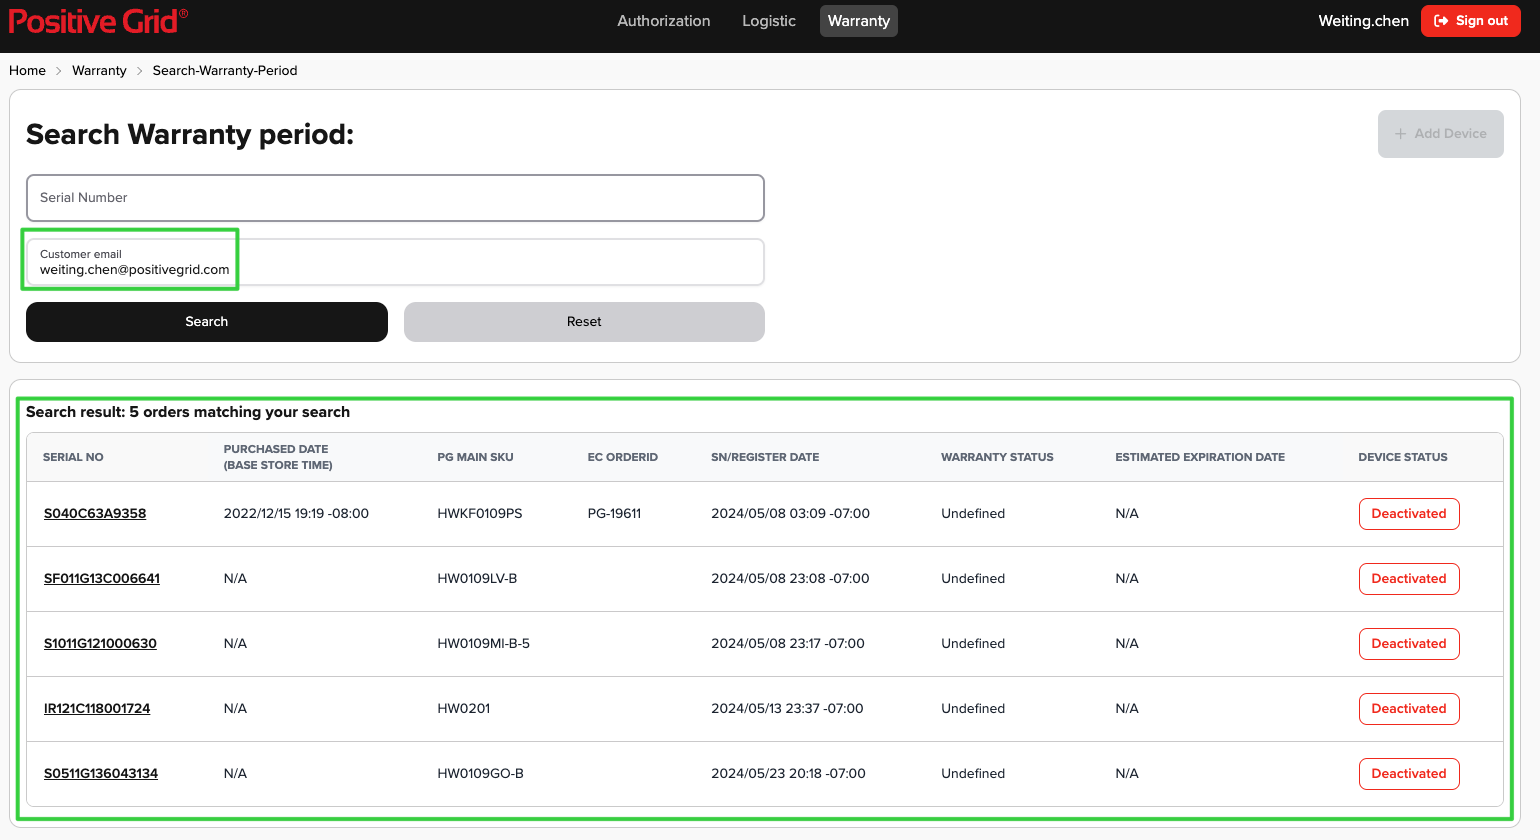 Positive Grid®
Authorization
Logistic
Warranty
Weiting.chen
Sign out
Home > Warranty > Search-Warranty-Period
Search Warranty period:
+ Add Device
Serial Number
Customer email
weiting.chen@positivegrid.com
Search
Reset
Search result: 5 orders matching your search
SERIAL NO PURCHASED DATE (BASE STORE TIME) PG MAIN SKU EC ORDERID SN/REGISTER DATE WARRANTY STATUS ESTIMATED EXPIRATION DATE DEVICE STATUS
S040C63A9358 2022/12/15 19:19 -08:00 HWKF0109PS PG-19611 2024/05/08 03:09 -07:00 Undefined N/A Deactivated
SF011G13C006641 N/A HW0109LV-B 2024/05/08 23:08 -07:00 Undefined N/A Deactivated
S1011G121000630 N/A HW0109MI-B-5 2024/05/08 23:17 -07:00 Undefined N/A Deactivated
IR121C118001724 N/A HW0201 2024/05/13 23:37 -07:00 Undefined N/A Deactivated
S0511G136043134 N/A HW0109GO-B 2024/05/23 20:18 -07:00 Undefined N/A Deactivated